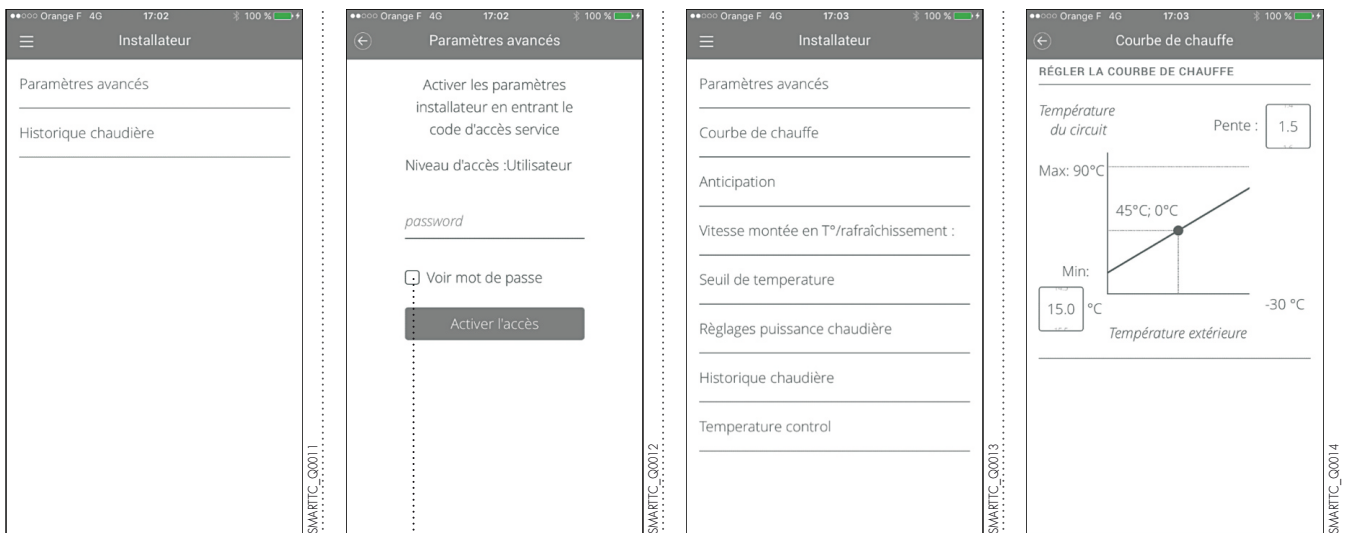 ●●○○○ Orange F 4G 17:02 100 %
Installateur
Paramètres avancés
Historique chaudière
SMARTTC_Q0011
●●○○○ Orange F 4G 17:02 100 %
Paramètres avancés
Activer les paramètres
installateur en entrant le
code d'accès service
Niveau d'accès :Utilisateur
password
Voir mot de passe
Activer l'accès
SMARTTC_Q0012
●●○○○ Orange F 4G 17:03 100 %
Installateur
Paramètres avancés
Courbe de chauffe
Anticipation
Vitesse montée en T°/rafraîchissement :
Seuil de temperature
Règlages puissance chaudière
Historique chaudière
Temperature control
SMARTTC_Q0013
●●○○○ Orange F 4G 17:03 100 %
Courbe de chauffe
RÉGLER LA COURBE DE CHAUFFE
Température
du circuit
Pente : 1.5
Max: 90°C
45°C; 0°C
Min:
15.0 °C
-30 °C
Température extérieure
SMARTTC_Q0014